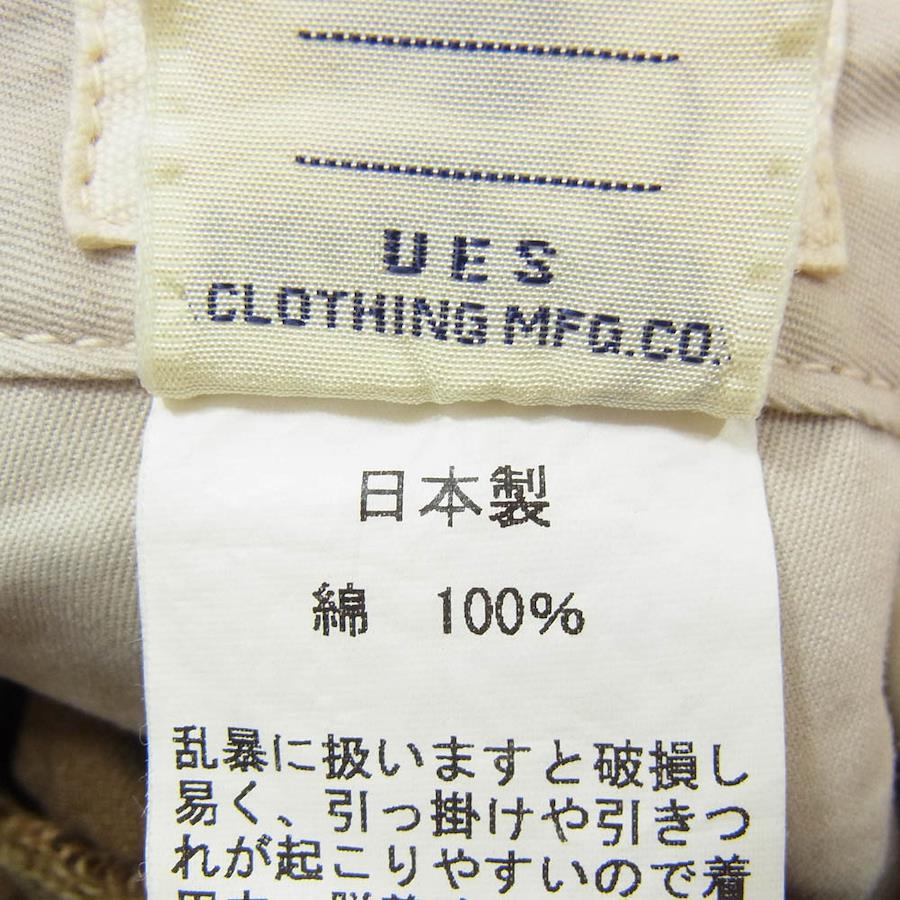 UES
CLOTHING MFG.CO.
日本製
綿 100%
乱暴に扱いますと破損し
易く、引っ掛けや引きつ
れが起こりやすいので着